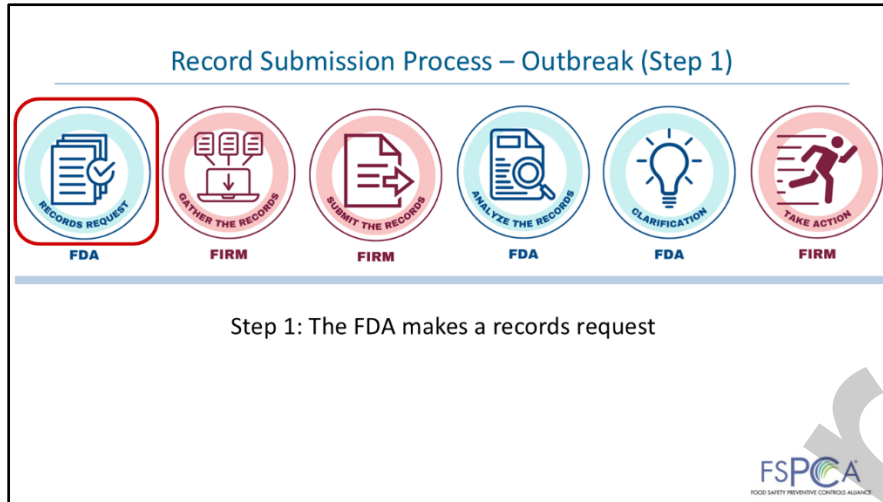 Record Submission Process – Outbreak (Step 1)
RECORDS REQUEST
GATHER THE RECORDS
SUBMIT THE RECORDS
ANALYZE THE RECORDS
CLARIFICATION
TAKE ACTION
FDA
FIRM
FIRM
FDA
FDA
FIRM
Step 1: The FDA makes a records request
FSPCA
FOOD SAFETY PREVENTIVE CONTROLS ALLIANCE